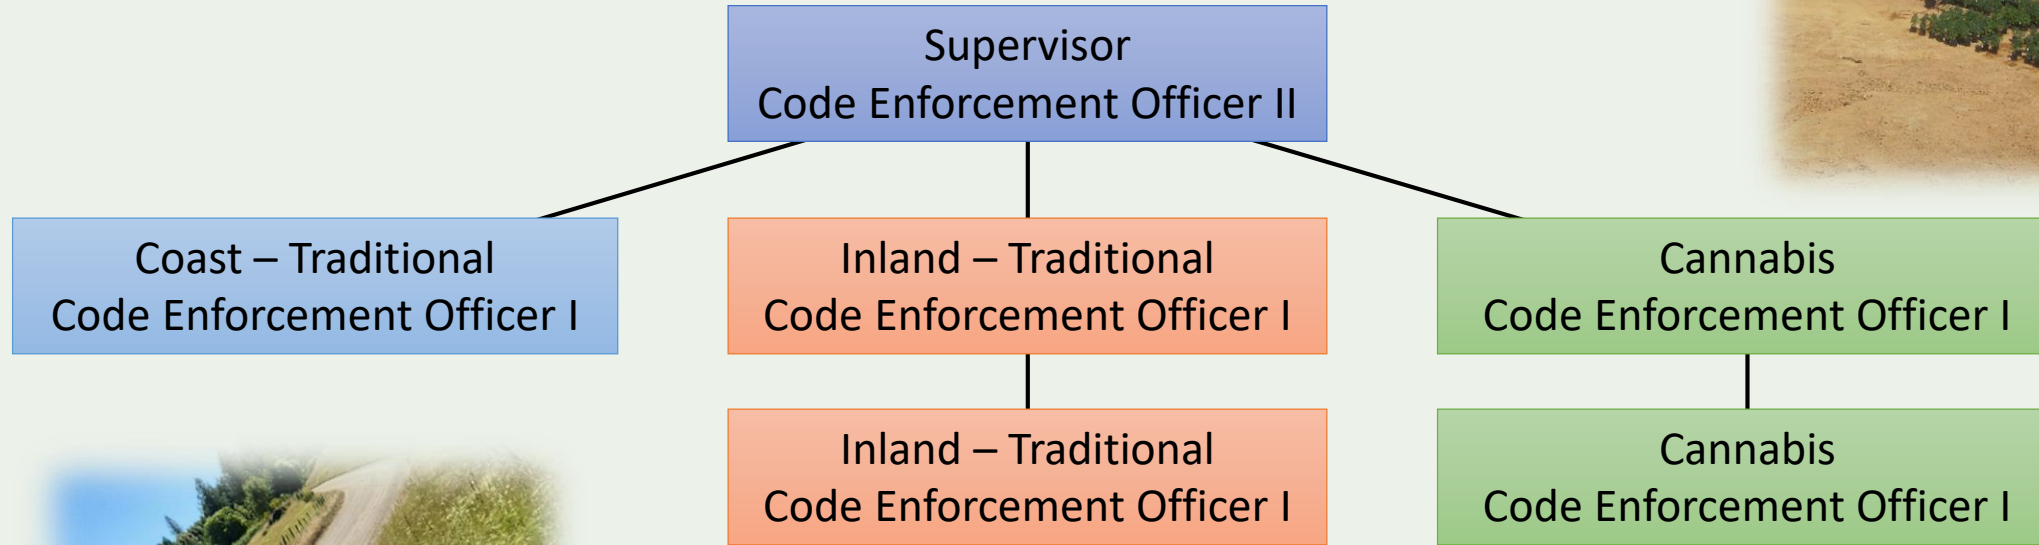 Supervisor
Code Enforcement Officer II
Coast – Traditional
Code Enforcement Officer I
Inland – Traditional
Code Enforcement Officer I
Cannabis
Code Enforcement Officer I
Inland – Traditional
Code Enforcement Officer I
Cannabis
Code Enforcement Officer I